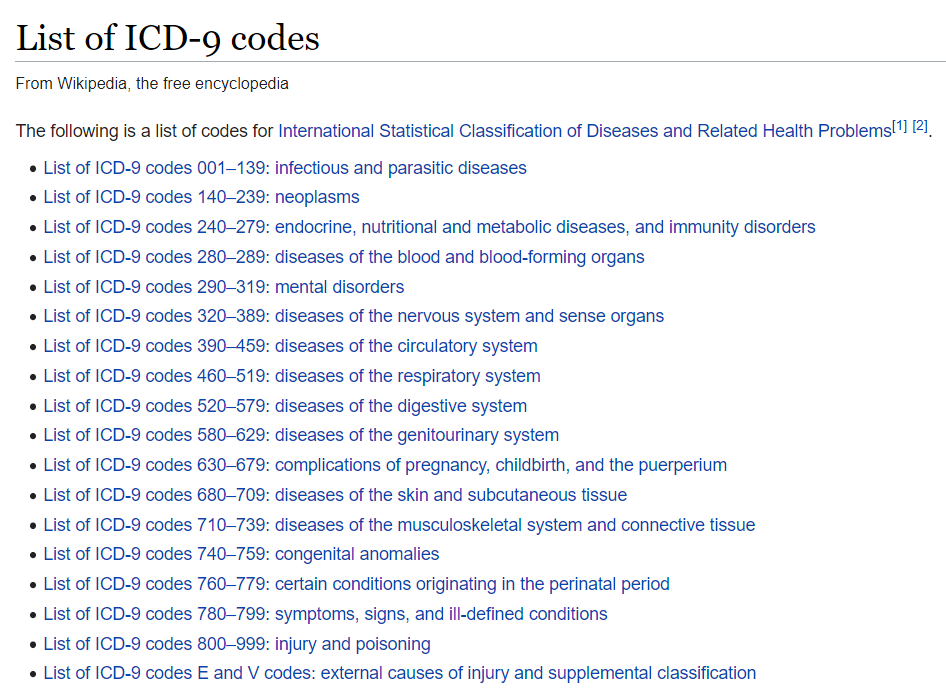 List of ICD-9 codes
From Wikipedia, the free encyclopedia
The following is a list of codes for International Statistical Classification of Diseases and Related Health Problems[1] [2].
• List of ICD-9 codes 001–139: infectious and parasitic diseases
• List of ICD-9 codes 140–239: neoplasms
• List of ICD-9 codes 240–279: endocrine, nutritional and metabolic diseases, and immunity disorders
• List of ICD-9 codes 280–289: diseases of the blood and blood-forming organs
• List of ICD-9 codes 290–319: mental disorders
• List of ICD-9 codes 320–389: diseases of the nervous system and sense organs
• List of ICD-9 codes 390–459: diseases of the circulatory system
• List of ICD-9 codes 460–519: diseases of the respiratory system
• List of ICD-9 codes 520–579: diseases of the digestive system
• List of ICD-9 codes 580–629: diseases of the genitourinary system
• List of ICD-9 codes 630–679: complications of pregnancy, childbirth, and the puerperium
• List of ICD-9 codes 680–709: diseases of the skin and subcutaneous tissue
• List of ICD-9 codes 710–739: diseases of the musculoskeletal system and connective tissue
• List of ICD-9 codes 740–759: congenital anomalies
• List of ICD-9 codes 760–779: certain conditions originating in the perinatal period
• List of ICD-9 codes 780–799: symptoms, signs, and ill-defined conditions
• List of ICD-9 codes 800–999: injury and poisoning
• List of ICD-9 codes E and V codes: external causes of injury and supplemental classification